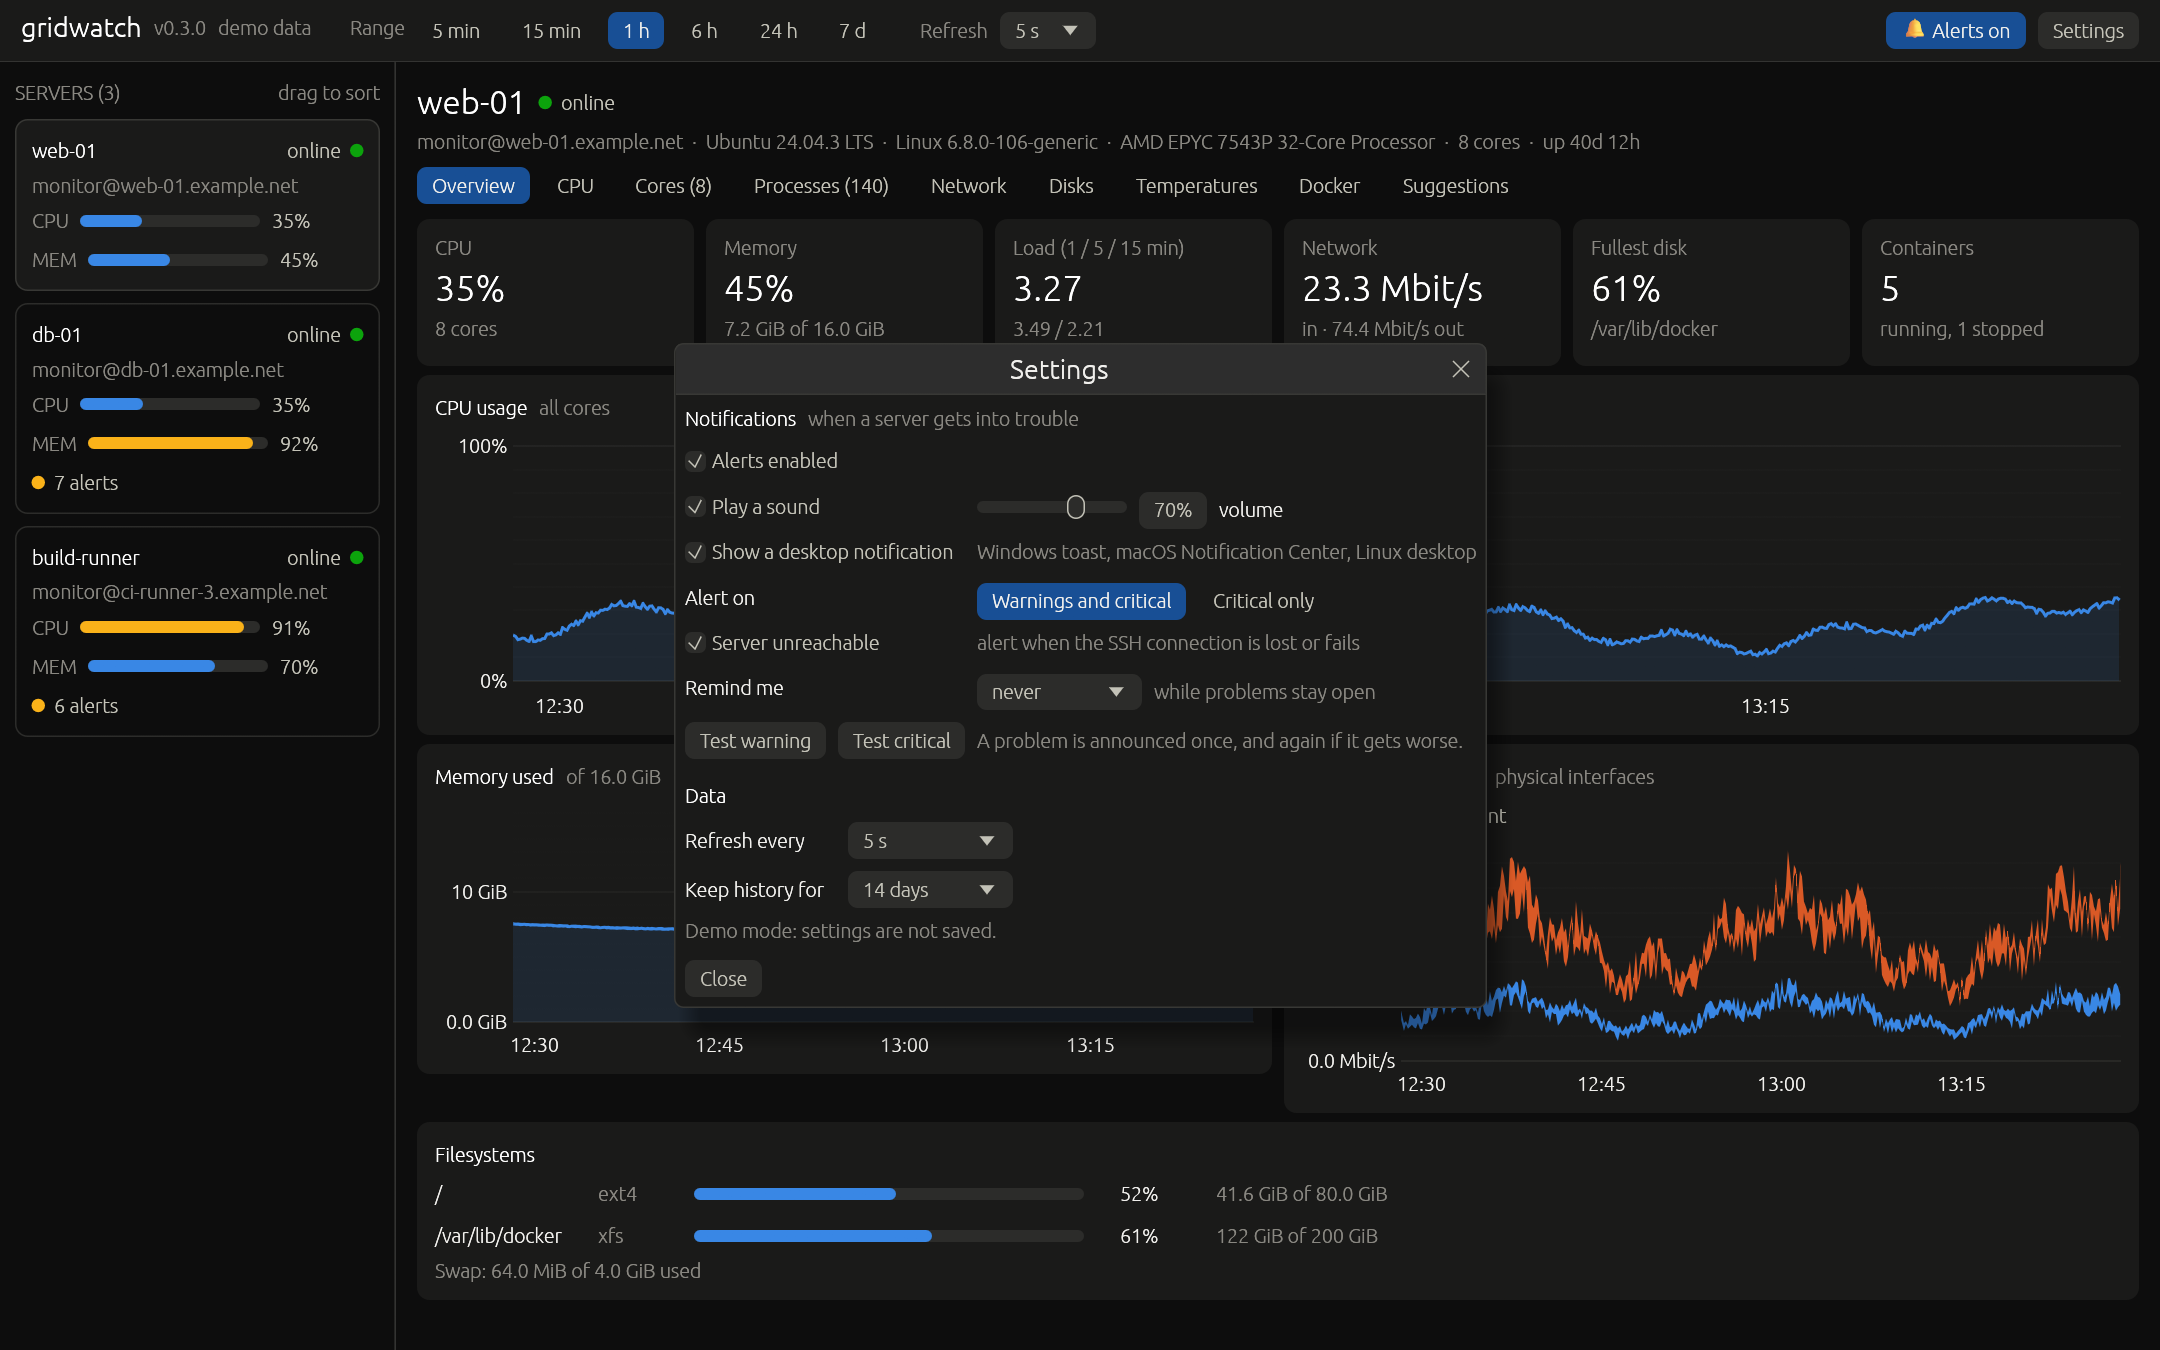 gridwatch v0.3.0 demo data Range 5 min 15 min 1 h 6 h 24 h 7 d Refresh 5 s Alerts on Settings
SERVERS (3) drag to sort
web-01 online
monitor@web-01.example.net
CPU 35%
MEM 45%
db-01 online
monitor@db-01.example.net
CPU 35%
MEM 92%
7 alerts
build-runner online
monitor@ci-runner-3.example.net
CPU 91%
MEM 70%
6 alerts
web-01 online
monitor@web-01.example.net · Ubuntu 24.04.3 LTS · Linux 6.8.0-106-generic · AMD EPYC 7543P 32-Core Processor · 8 cores · up 40d 12h
Overview CPU Cores (8) Processes (140) Network Disks Temperatures Docker Suggestions
CPU
35%
8 cores
Memory
45%
7.2 GiB of 16.0 GiB
Load (1 / 5 / 15 min)
3.27
3.49 / 2.21
Network
23.3 Mbit/s
in · 74.4 Mbit/s out
Fullest disk
61%
/var/lib/docker
Containers
5
running, 1 stopped
CPU usage all cores
100%
0%
12:30 13:15
Settings
Notifications when a server gets into trouble
Alerts enabled
Play a sound 70% volume
Show a desktop notification Windows toast, macOS Notification Center, Linux desktop
Alert on Warnings and critical Critical only
Server unreachable alert when the SSH connection is lost or fails
Remind me never while problems stay open
Test warning Test critical A problem is announced once, and again if it gets worse.
Data
Refresh every 5 s
Keep history for 14 days
Demo mode: settings are not saved.
Close
Memory used of 16.0 GiB
10 GiB
0.0 GiB
12:30 12:45 13:00 13:15
physical interfaces
nt
0.0 Mbit/s
12:30 12:45 13:00 13:15
Filesystems
/ ext4 52% 41.6 GiB of 80.0 GiB
/var/lib/docker xfs 61% 122 GiB of 200 GiB
Swap: 64.0 MiB of 4.0 GiB used